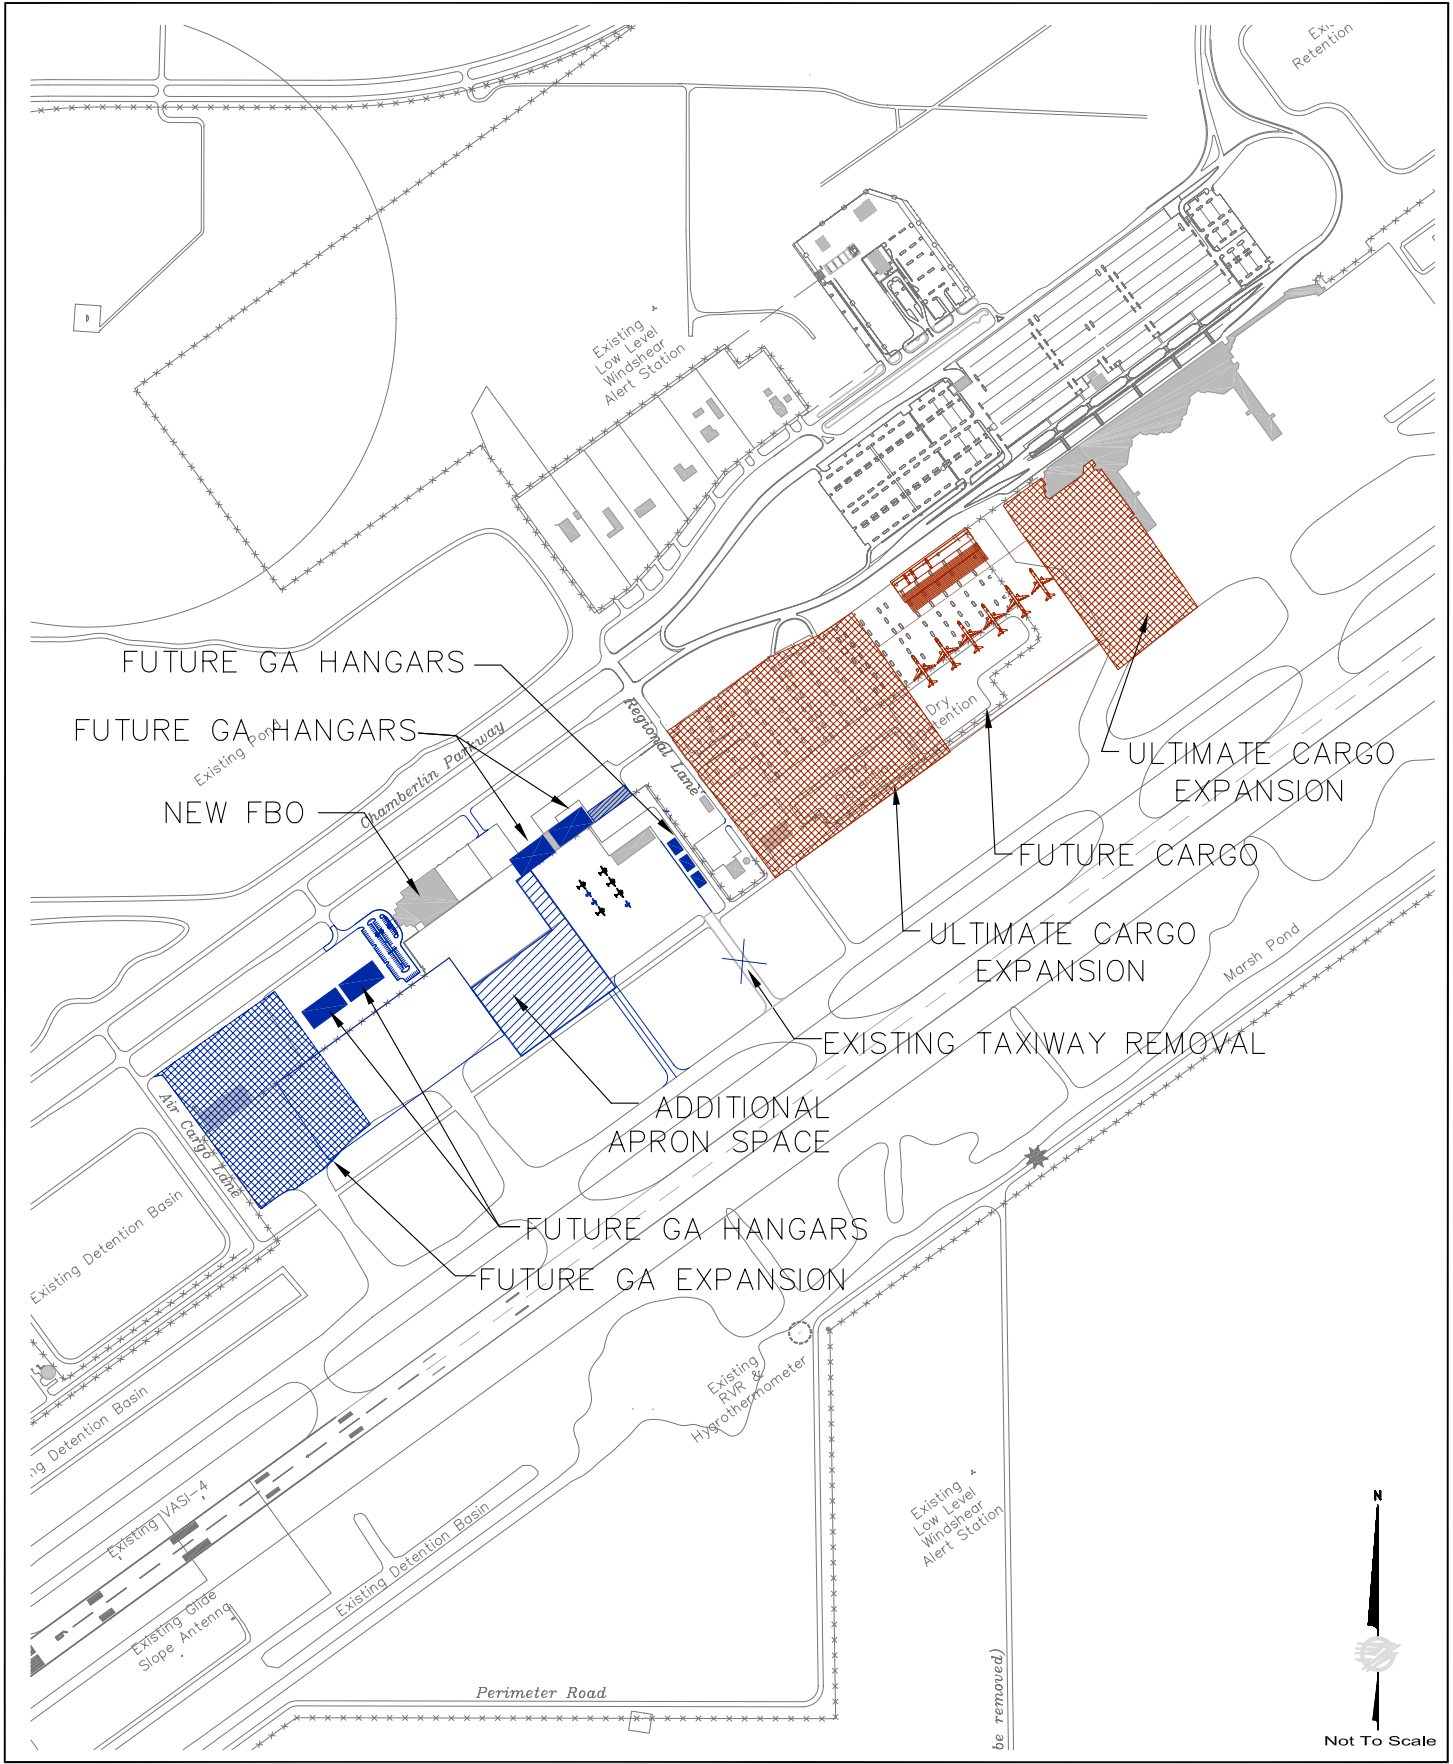 Retention
Existing
Low Level
Windshear
Alert Station
FUTURE GA HANGARS
Regional Lane
Dry
FUTURE GA HANGARS
Existing Pond
Chamberlin Parkway
NEW FBO
ULTIMATE CARGO
EXPANSION
FUTURE CARGO
ULTIMATE CARGO
EXPANSION
Marsh Pond
EXISTING TAXIWAY REMOVAL
ADDITIONAL
APRON SPACE
Air Cargo Lane
Existing Detention Basin
FUTURE GA HANGARS
FUTURE GA EXPANSION
Existing
RVR &
Hygrothermometer
Detention Basin
Existing VASI-4
Existing Detention Basin
Existing
Low Level
Windshear
Alert Station
Existing Glide
Slope Antenna
Perimeter Road
be removed)
N
Not To Scale